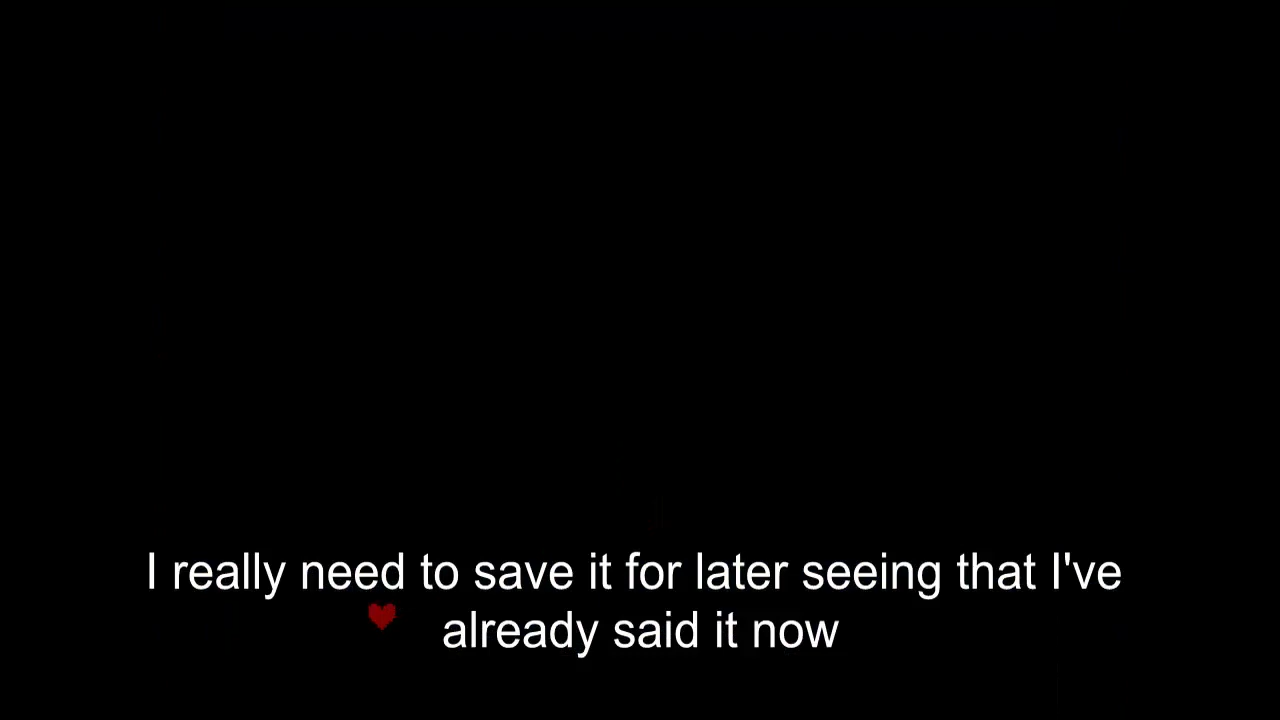 I really need to save it for later seeing that I've
already said it now